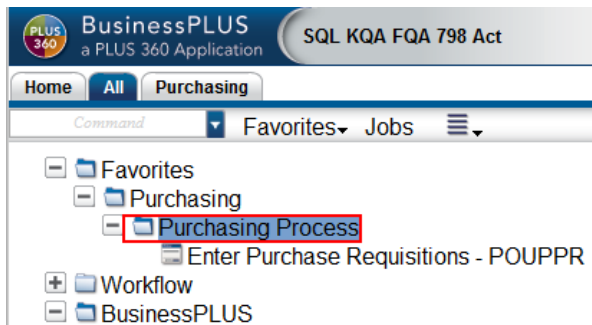 PLUS 360
BusinessPLUS
a PLUS 360 Application
SQL KQA FQA 798 Act
Home All Purchasing
Command Favorites Jobs
Favorites
Purchasing
Purchasing Process
Enter Purchase Requisitions - POUPPR
Workflow
BusinessPLUS